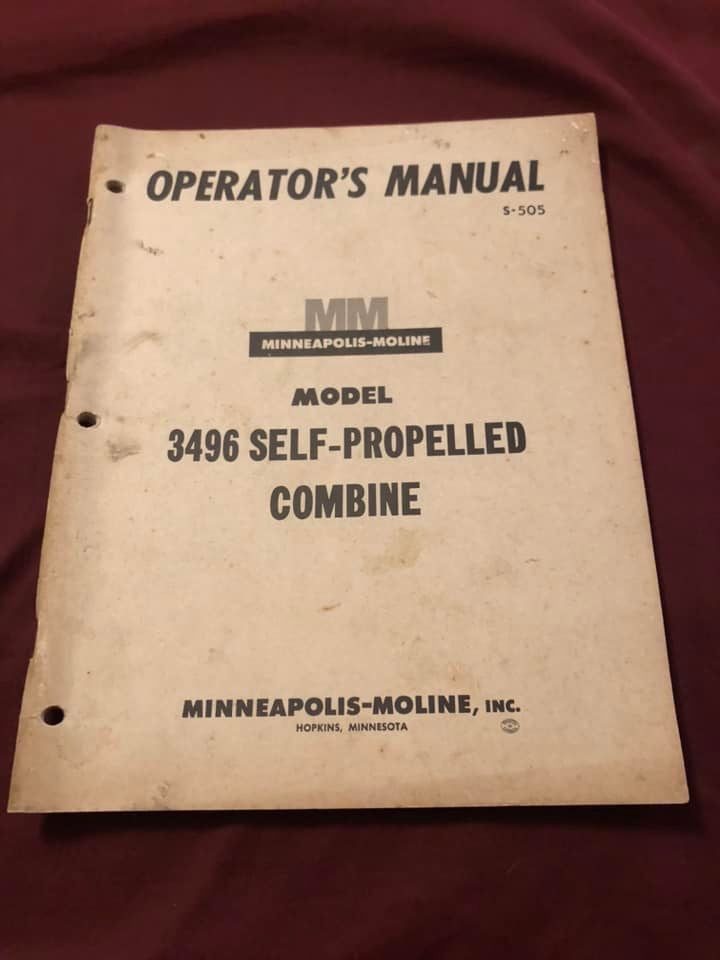 OPERATOR'S MANUAL
S-505
MM
MINNEAPOLIS-MOLINE
MODEL
3496 SELF-PROPELLED
COMBINE
MINNEAPOLIS-MOLINE, INC.
HOPKINS, MINNESOTA